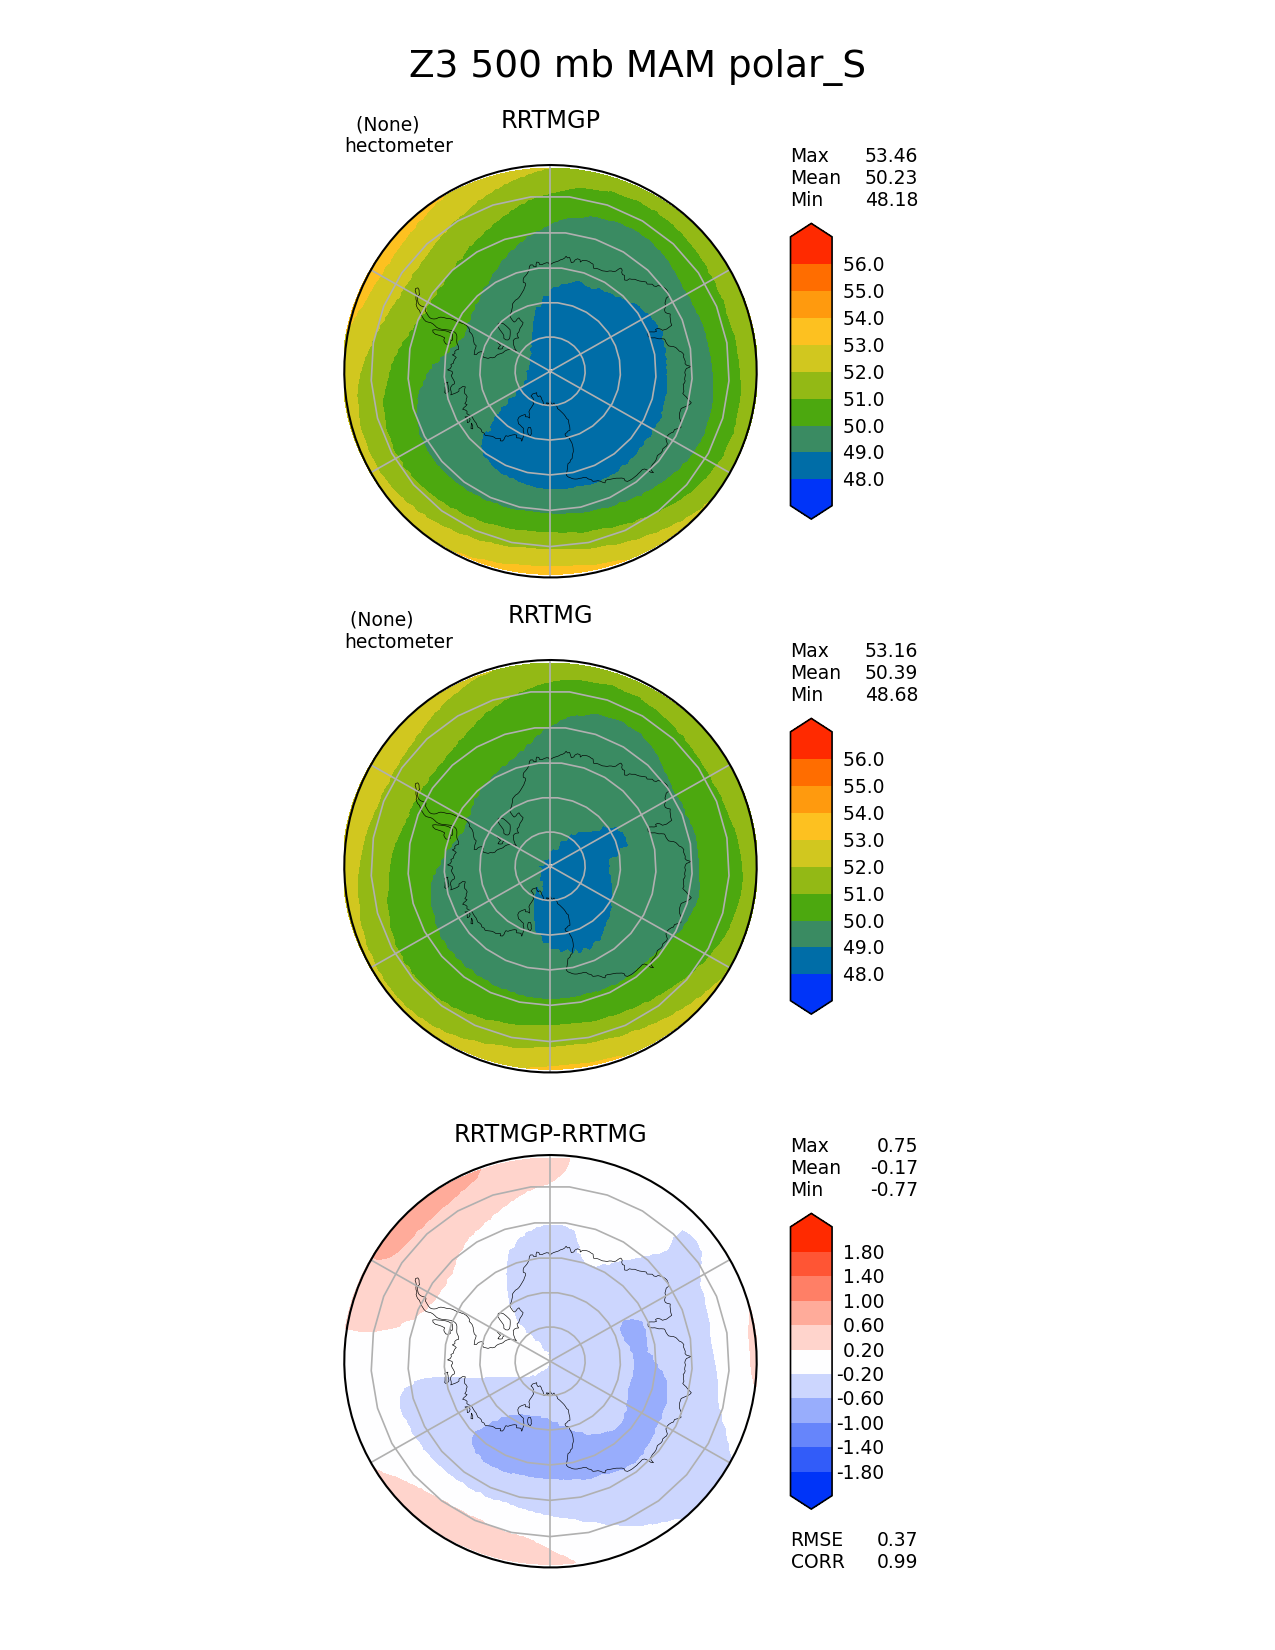 Z3 500 mb MAM polar_S
(None)
hectometer
RRTMGP
Max 53.46
Mean 50.23
Min 48.18
56.0
55.0
54.0
53.0
52.0
51.0
50.0
49.0
48.0
(None)
hectometer
RRTMG
Max 53.16
Mean 50.39
Min 48.68
56.0
55.0
54.0
53.0
52.0
51.0
50.0
49.0
48.0
RRTMGP-RRTMG
Max 0.75
Mean -0.17
Min -0.77
1.80
1.40
1.00
0.60
0.20
-0.20
-0.60
-1.00
-1.40
-1.80
RMSE 0.37
CORR 0.99